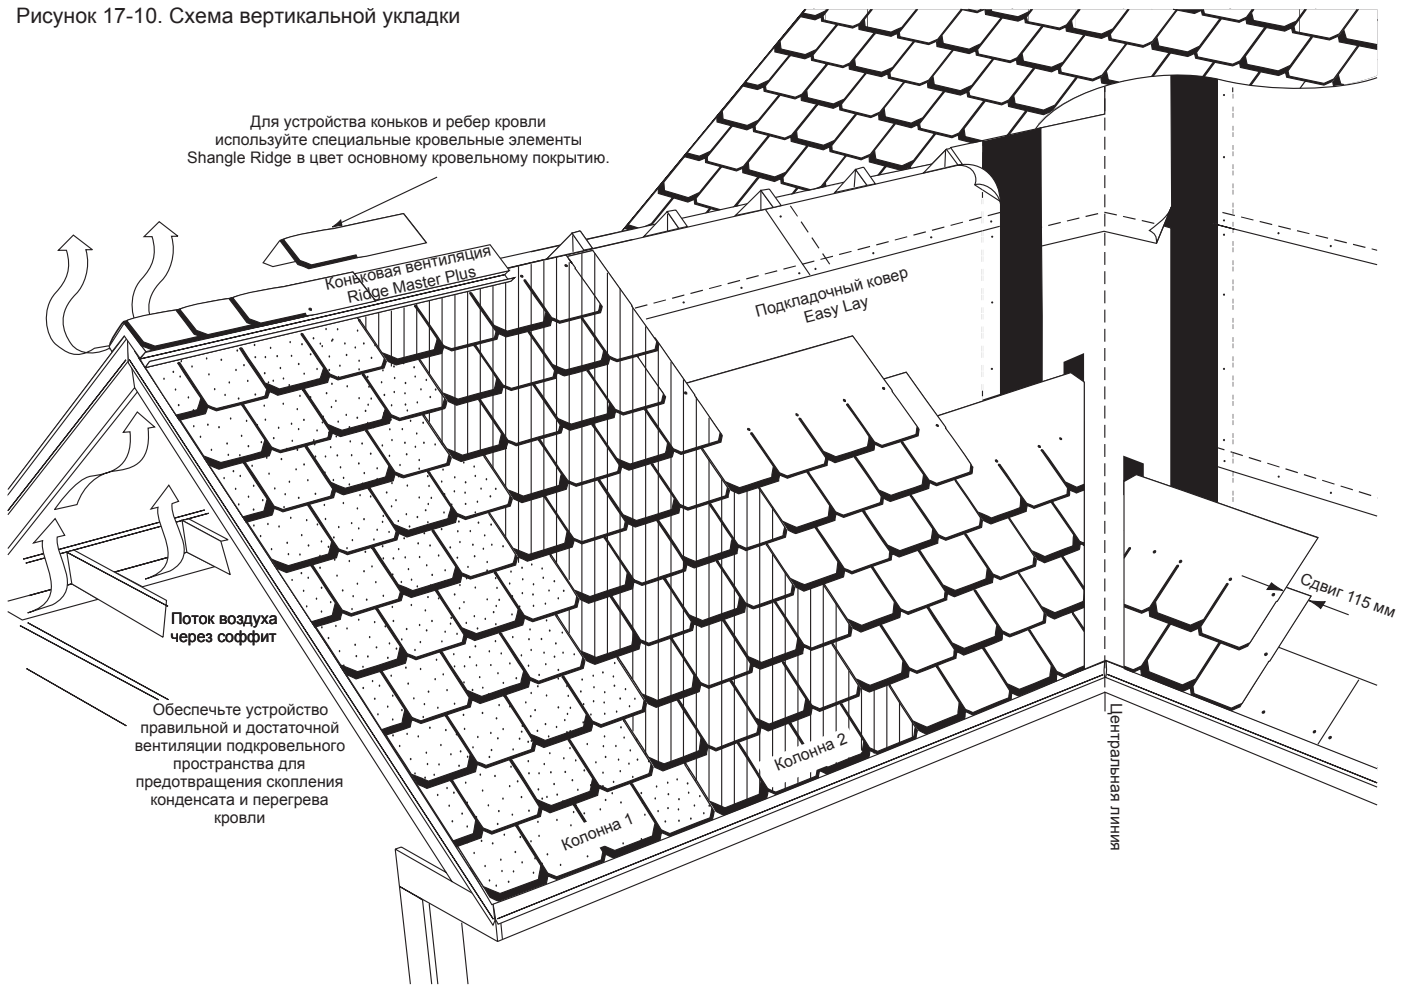 Рисунок 17-10. Схема вертикальной укладки
Для устройства коньков и ребер кровли
используйте специальные кровельные элементы
Shangle Ridge в цвет основному кровельному покрытию.
Коньковая вентиляция
Ridge Master Plus
Подкладочный ковер
Easy Lay
Сдвиг 115 мм
Поток воздуха
через соффит
Обеспечьте устройство
правильной и достаточной
вентиляции подкровельного
пространства для
предотвращения скопления
конденсата и перегрева
кровли
Колонна 1
Колонна 2
Центральная линия